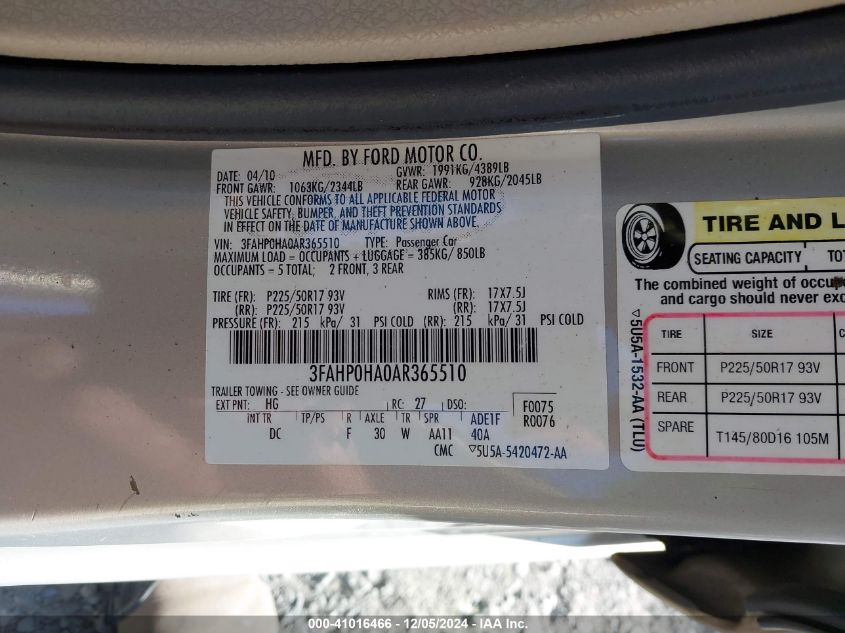 MFD. BY FORD MOTOR CO.
DATE: 04/10 GVWR: 1991KG/4389LB
FRONT GAWR: 1063KG/2344LB REAR GAWR: 928KG/2045LB
THIS VEHICLE CONFORMS TO ALL APPLICABLE FEDERAL MOTOR
VEHICLE SAFETY, BUMPER, AND THEFT PREVENTION STANDARDS
IN EFFECT ON THE DATE OF MANUFACTURE SHOWN ABOVE
VIN: 3FAHP0HA0AR365510 TYPE: Passenger Car
MAXIMUM LOAD = OCCUPANTS + LUGGAGE = 385KG/ 850LB
OCCUPANTS = 5 TOTAL; 2 FRONT, 3 REAR
TIRE (FR): P225/50R17 93V RIMS (FR): 17X7.5J
(RR): P225/50R17 93V (RR): 17X7.5J
PRESSURE (FR): 215 kPa/ 31 PSI COLD (RR): 215 kPa/ 31 PSI COLD
3FAHP0HA0AR365510
TRAILER TOWING - SEE OWNER GUIDE
EXT PNT: HG RC: 27 DSO: F0075
R0076
INT TR TP/PS R AXLE TR SPR ADE1F
DC F 30 W AA11 40A
CMC ▽5U5A-5420472-AA
TIRE AND L
SEATING CAPACITY TO
The combined weight of occup
and cargo should never exc
▽5U5A-1532-AA (TLU)
TIRE SIZE C
FRONT P225/50R17 93V
REAR P225/50R17 93V
SPARE T145/80D16 105M
000-41016466 - 12/05/2024 - IAA Inc.